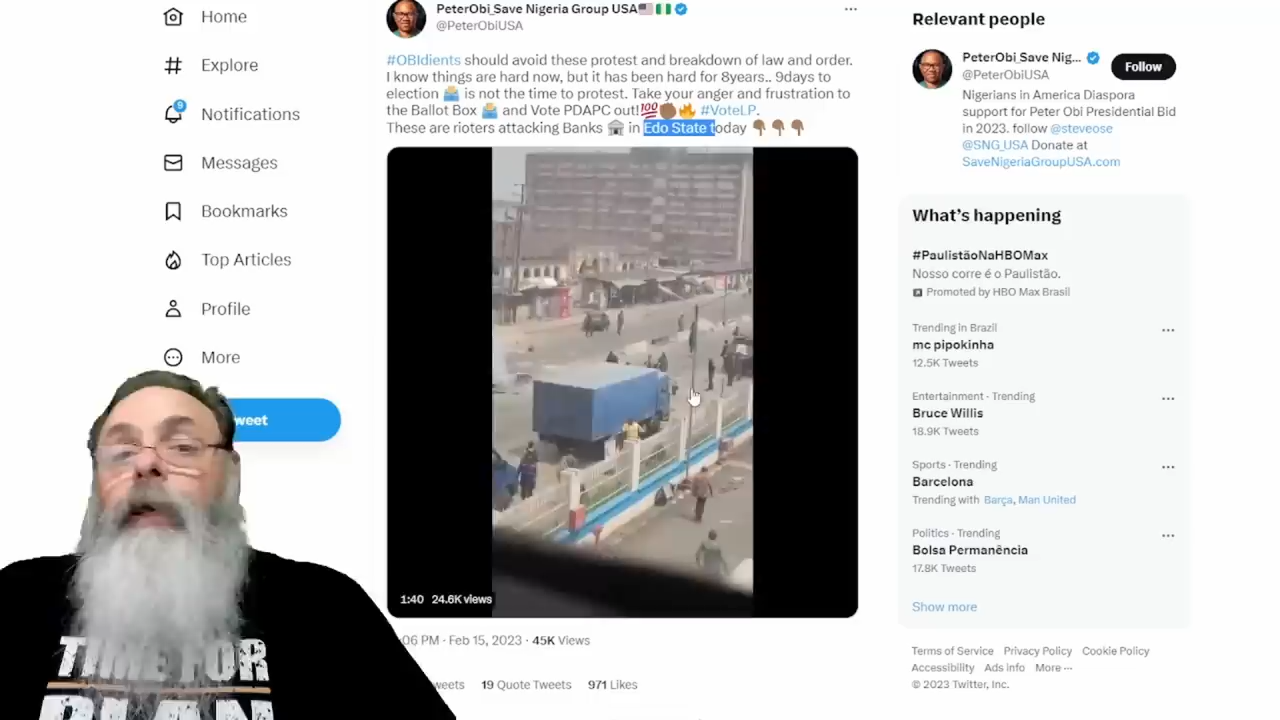 Home
Explore
9
Notifications
Messages
Bookmarks
Top Articles
Profile
More
weet
PeterObi_Save Nigeria Group USA
@PeterObiUSA
#OBIdients should avoid these protest and breakdown of law and order.
I know things are hard now, but it has been hard for 8years.. 9days to
election 🗳️ is not the time to protest. Take your anger and frustration to
the Ballot Box 🗳️ and Vote PDAPC out!💯✊🏾🔥 #VoteLP.
These are rioters attacking Banks 🏦 in Edo State today 👇🏾👇🏾👇🏾
1:40 24.6K views
:06 PM · Feb 15, 2023 · 45K Views
weets 19 Quote Tweets 971 Likes
Relevant people
PeterObi_Save Nig...
@PeterObiUSA
Follow
Nigerians in America Diaspora
support for Peter Obi Presidential Bid
in 2023. follow @steveose
@SNG_USA Donate at
SaveNigeriaGroupUSA.com
What's happening
#PaulistãoNaHBOMax
Nosso corre é o Paulistão.
Promoted by HBO Max Brasil
Trending in Brazil
mc pipokinha
12.5K Tweets
Entertainment · Trending
Bruce Willis
18.9K Tweets
Sports · Trending
Barcelona
Trending with Barça, Man United
Politics · Trending
Bolsa Permanência
17.8K Tweets
Show more
Terms of Service Privacy Policy Cookie Policy
Accessibility Ads info More ...
© 2023 Twitter, Inc.
TIME FOR
PLAN